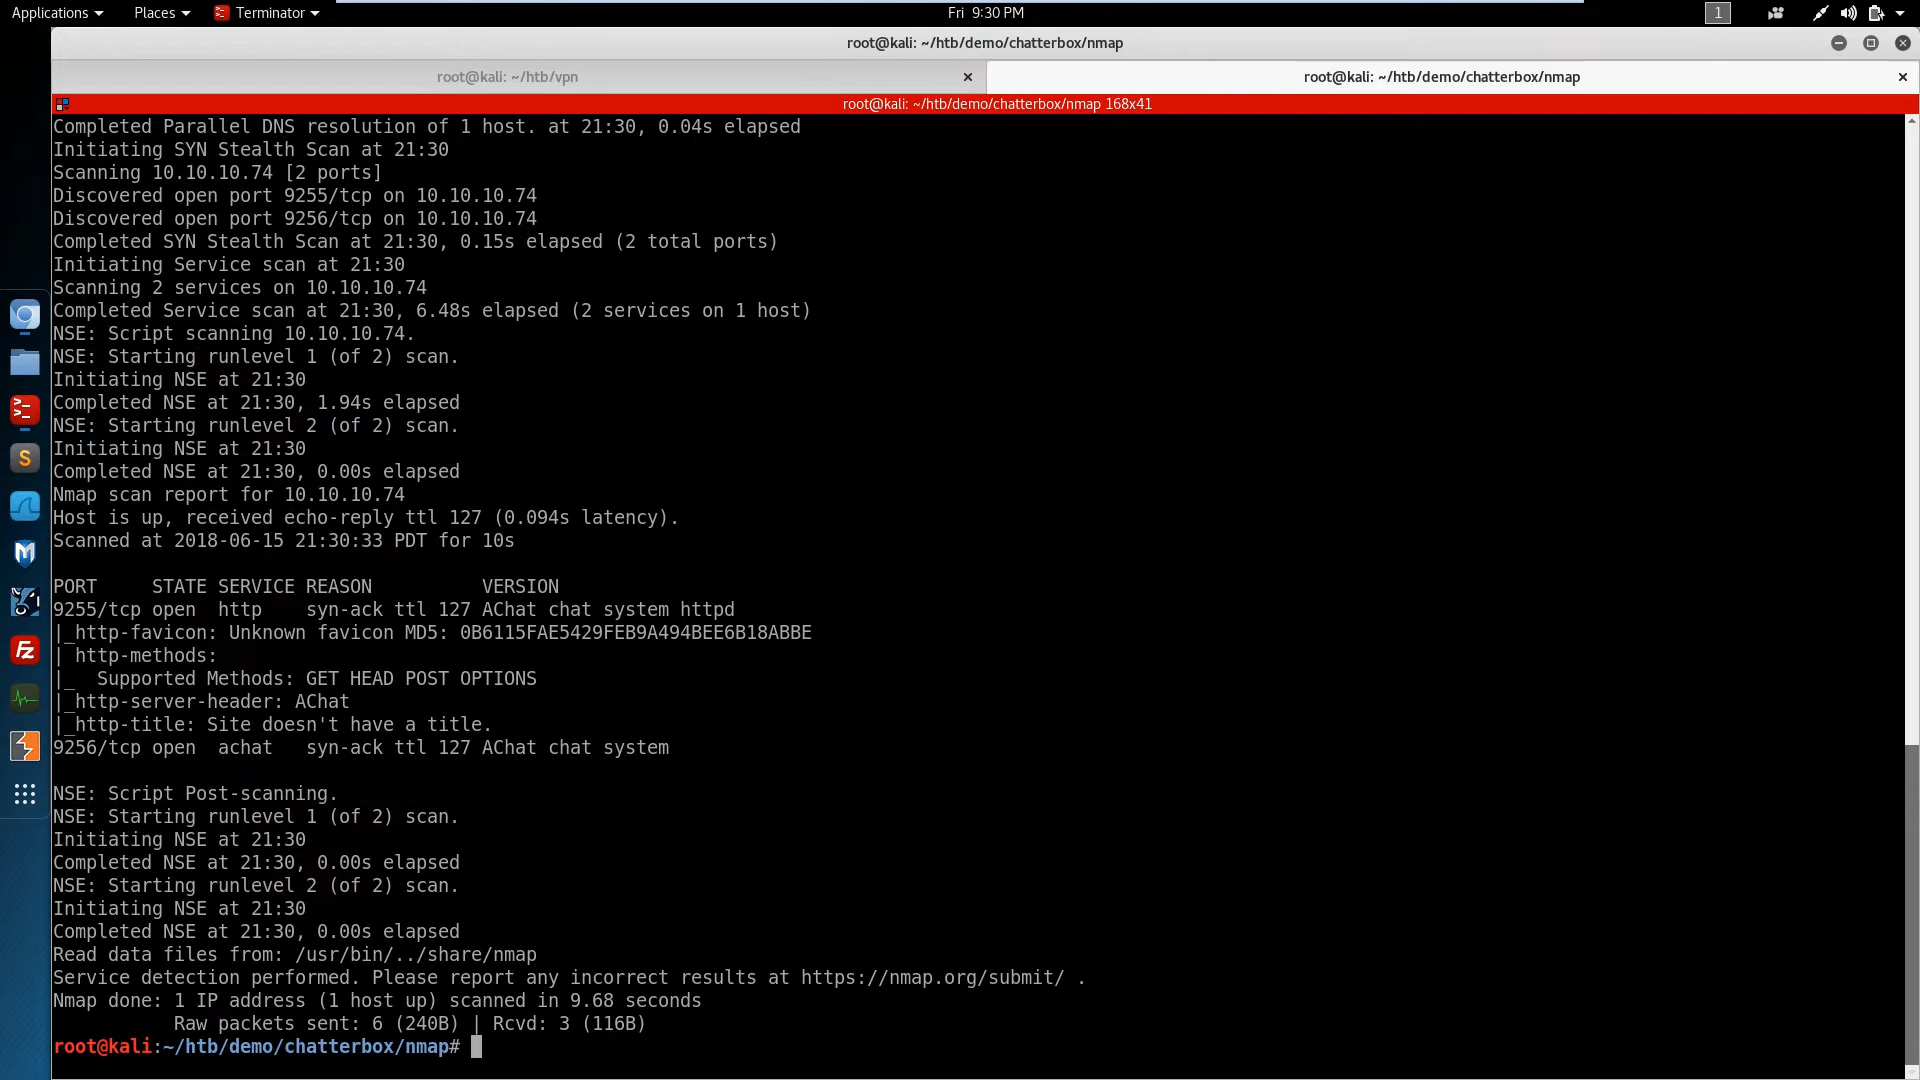 Applications Places Terminator Fri 9:30 PM 1
root@kali: ~/htb/demo/chatterbox/nmap
root@kali: ~/htb/vpn root@kali: ~/htb/demo/chatterbox/nmap
root@kali: ~/htb/demo/chatterbox/nmap 168x41
Completed Parallel DNS resolution of 1 host. at 21:30, 0.04s elapsed
Initiating SYN Stealth Scan at 21:30
Scanning 10.10.10.74 [2 ports]
Discovered open port 9255/tcp on 10.10.10.74
Discovered open port 9256/tcp on 10.10.10.74
Completed SYN Stealth Scan at 21:30, 0.15s elapsed (2 total ports)
Initiating Service scan at 21:30
Scanning 2 services on 10.10.10.74
Completed Service scan at 21:30, 6.48s elapsed (2 services on 1 host)
NSE: Script scanning 10.10.10.74.
NSE: Starting runlevel 1 (of 2) scan.
Initiating NSE at 21:30
Completed NSE at 21:30, 1.94s elapsed
NSE: Starting runlevel 2 (of 2) scan.
Initiating NSE at 21:30
Completed NSE at 21:30, 0.00s elapsed
Nmap scan report for 10.10.10.74
Host is up, received echo-reply ttl 127 (0.094s latency).
Scanned at 2018-06-15 21:30:33 PDT for 10s
PORT     STATE SERVICE REASON          VERSION
9255/tcp open  http    syn-ack ttl 127 AChat chat system httpd
|_http-favicon: Unknown favicon MD5: 0B6115FAE5429FEB9A494BEE6B18ABBE
| http-methods:
|_  Supported Methods: GET HEAD POST OPTIONS
|_http-server-header: AChat
|_http-title: Site doesn't have a title.
9256/tcp open  achat   syn-ack ttl 127 AChat chat system
NSE: Script Post-scanning.
NSE: Starting runlevel 1 (of 2) scan.
Initiating NSE at 21:30
Completed NSE at 21:30, 0.00s elapsed
NSE: Starting runlevel 2 (of 2) scan.
Initiating NSE at 21:30
Completed NSE at 21:30, 0.00s elapsed
Read data files from: /usr/bin/../share/nmap
Service detection performed. Please report any incorrect results at https://nmap.org/submit/ .
Nmap done: 1 IP address (1 host up) scanned in 9.68 seconds
           Raw packets sent: 6 (240B) | Rcvd: 3 (116B)
root@kali:~/htb/demo/chatterbox/nmap#